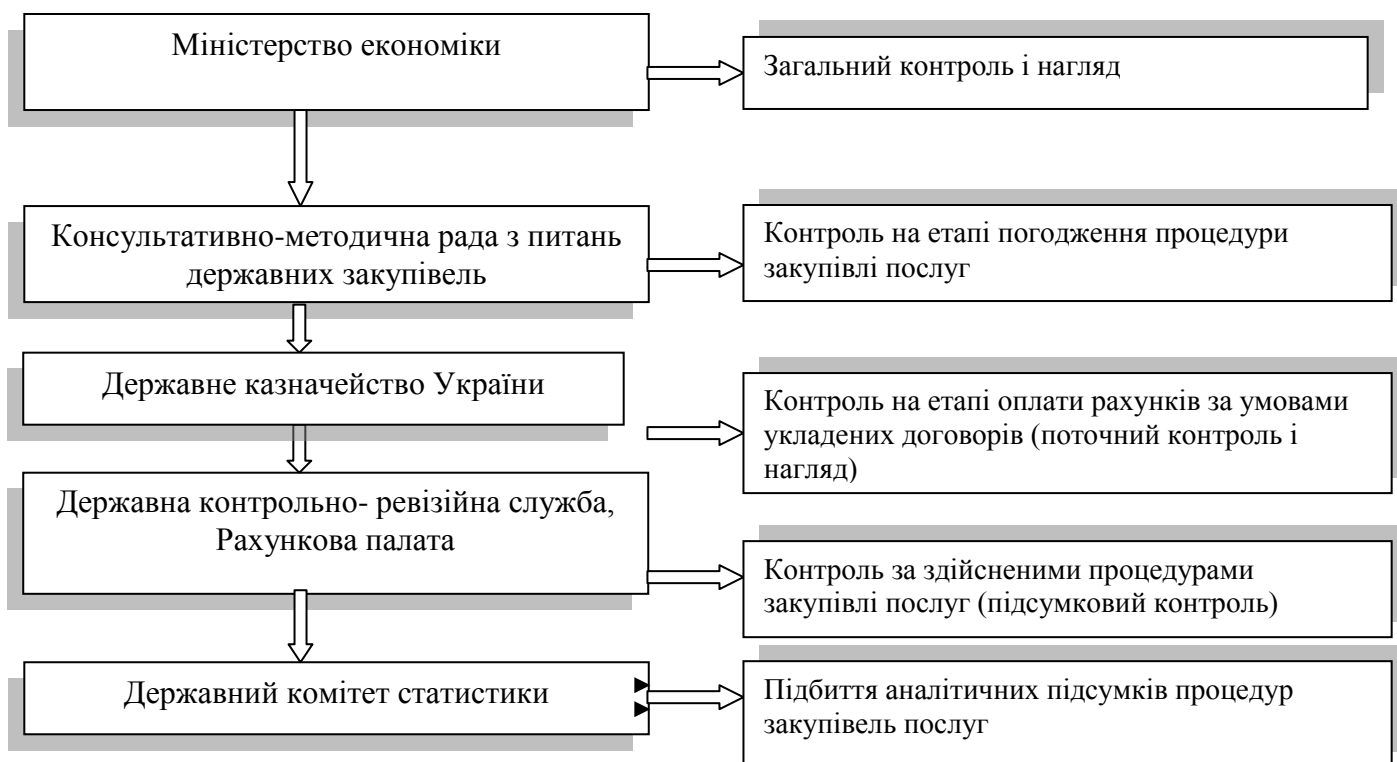 Міністерство економіки
Загальний контроль і нагляд
Консультативно-методична рада з питань
державних закупівель
Контроль на етапі погодження процедури
закупівлі послуг
Державне казначейство України
Контроль на етапі оплати рахунків за умовами
укладених договорів (поточний контроль і
нагляд)
Державна контрольно- ревізійна служба,
Рахункова палата
Контроль за здійсненими процедурами
закупівлі послуг (підсумковий контроль)
Державний комітет статистики
Підбиття аналітичних підсумків процедур
закупівель послуг